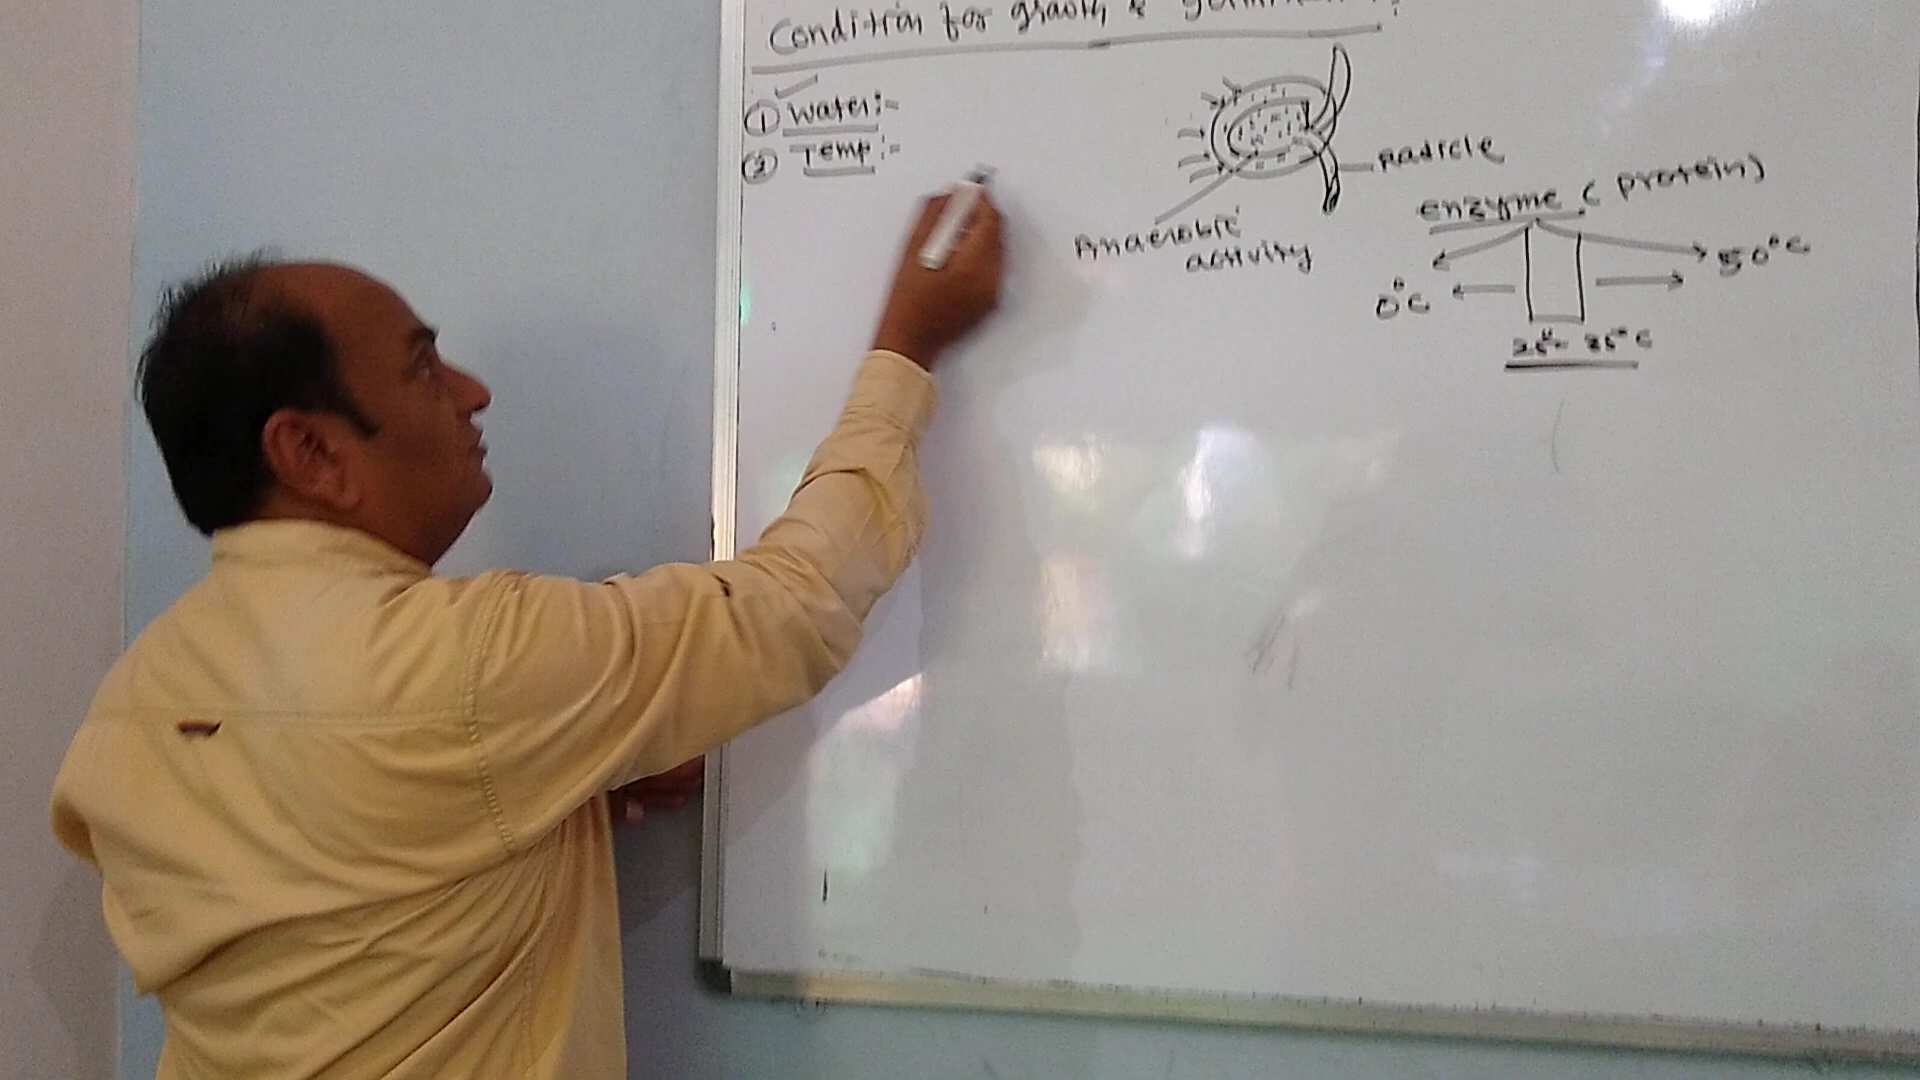 Condition for growth &
① Water:-
② Temp:-
Radicle
Anaerobic
activity
enzyme (protein)
0°C
50°C
25°- 35°C